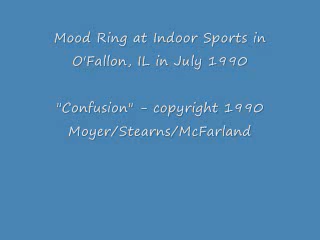 Mood Ring at Indoor Sports in
O'Fallon, IL in July 1990
"Confusion" - copyright 1990
Moyer/Stearns/McFarland